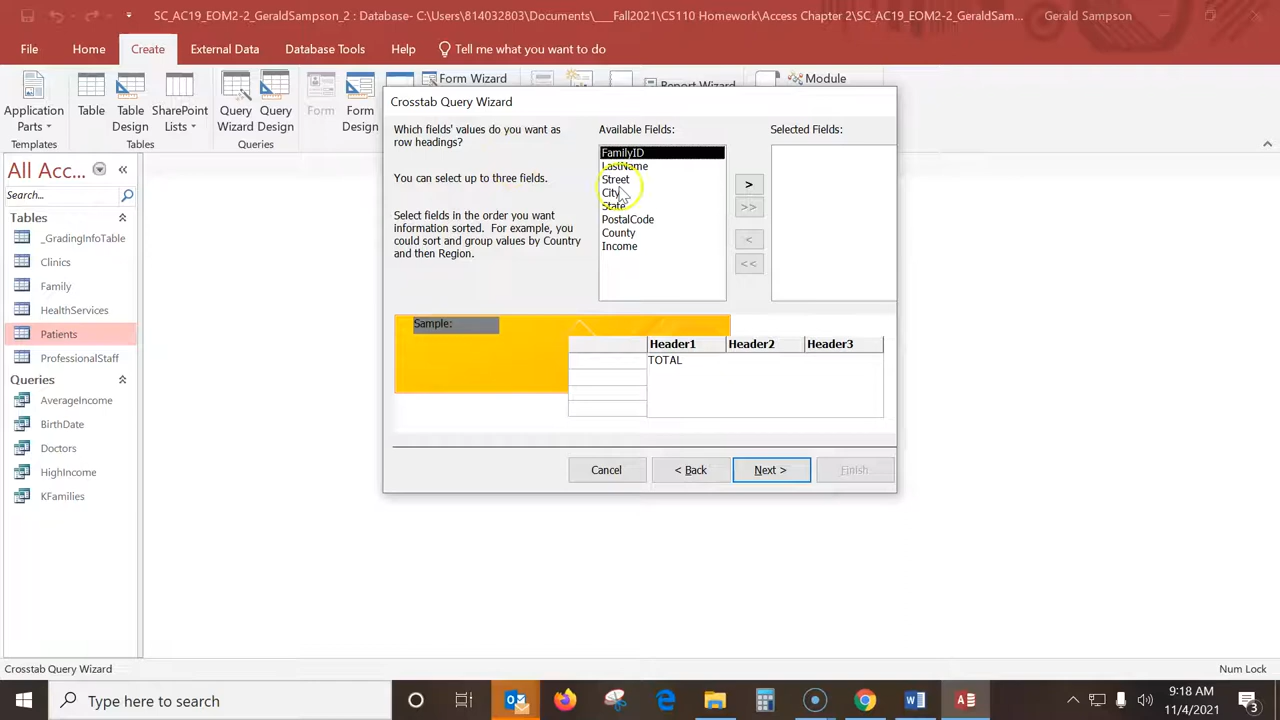 SC_AC19_EOM2-2_GeraldSampson_2 : Database- C:\Users\814032803\Documents\___Fall2021\CS110 Homework\Access Chapter 2\SC_AC19_EOM2-2_GeraldSam...
Gerald Sampson
File Home Create External Data Database Tools Help Tell me what you want to do
Application Parts
Table
Table Design
SharePoint Lists
Query Wizard
Query Design
Form
Form Design
Form Wizard
Report Wizard
Module
Templates
Tables
Queries
Crosstab Query Wizard
Which fields' values do you want as
row headings?
You can select up to three fields.
Select fields in the order you want
information sorted. For example, you
could sort and group values by Country
and then Region.
Available Fields:
FamilyID
LastName
Street
City
State
PostalCode
County
Income
>
>>
<
<<
Selected Fields:
Sample:
Header1 Header2 Header3
TOTAL
Cancel
< Back
Next >
Finish
All Acc...
Search...
Tables
_GradingInfoTable
Clinics
Family
HealthServices
Patients
ProfessionalStaff
Queries
AverageIncome
BirthDate
Doctors
HighIncome
KFamilies
Crosstab Query Wizard
Num Lock
Type here to search
9:18 AM
11/4/2021
3